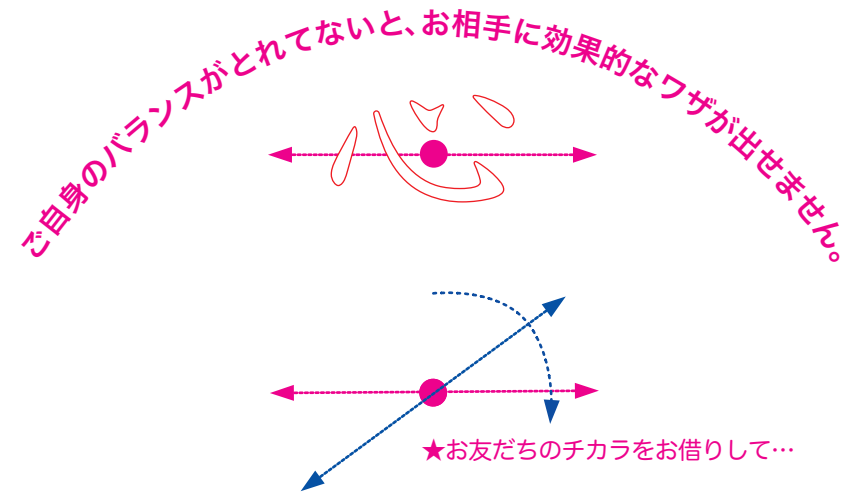 ご自身のバランスがとれてないと、お相手に効果的なワザが出せません。
心
★お友だちのチカラをお借りして…